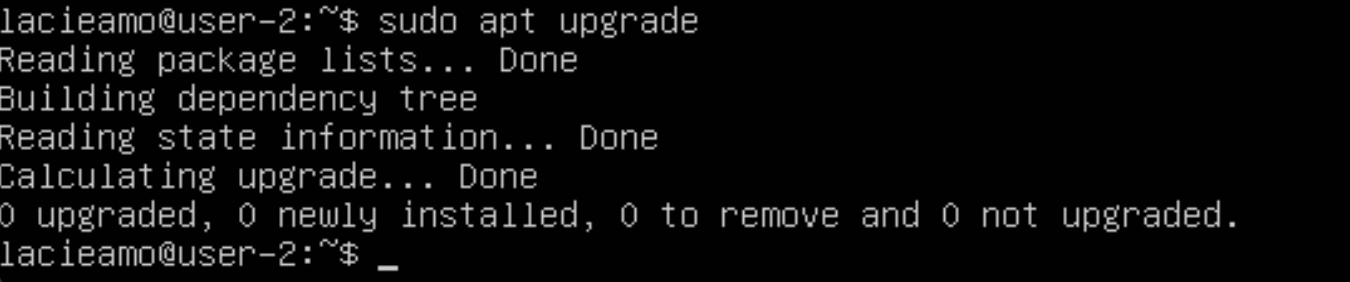 lacieamo@user-2:~$ sudo apt upgrade
Reading package lists... Done
Building dependency tree
Reading state information... Done
Calculating upgrade... Done
0 upgraded, 0 newly installed, 0 to remove and 0 not upgraded.
lacieamo@user-2:~$ _